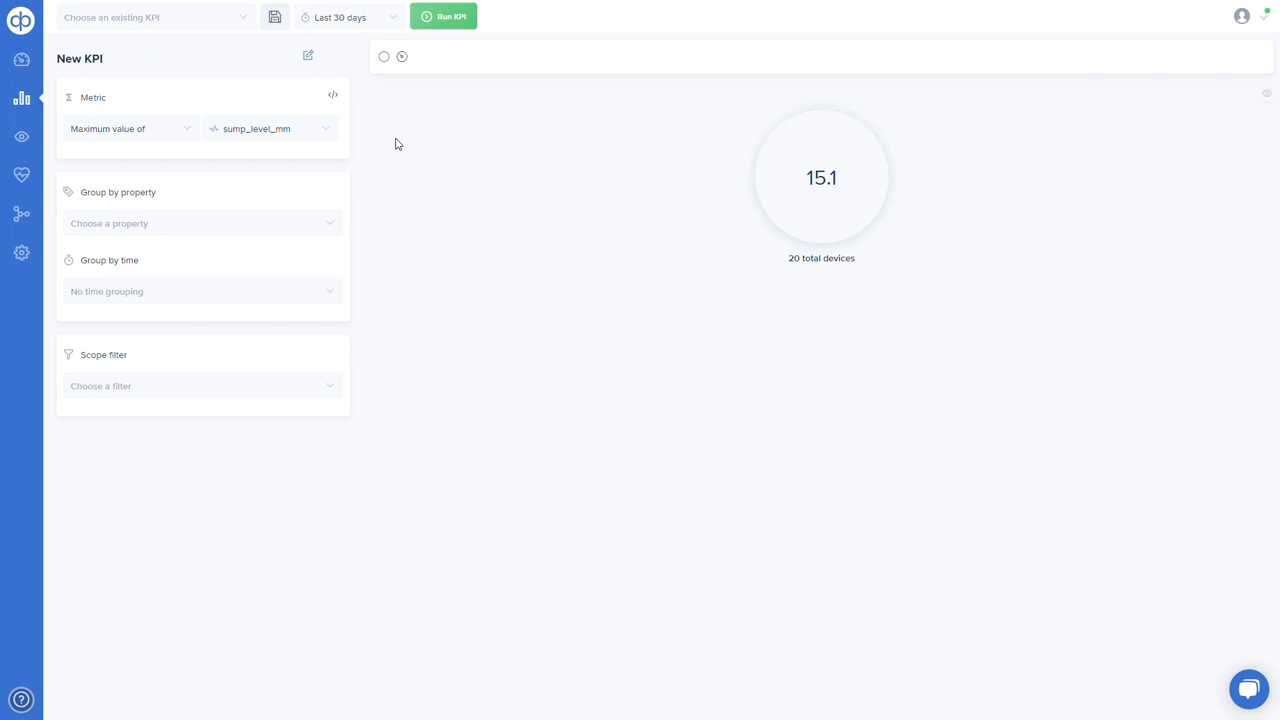 Choose an existing KPI
Last 30 days
Run KPI
New KPI
Metric
Maximum value of
sump_level_mm
Group by property
Choose a property
Group by time
No time grouping
Scope filter
Choose a filter
15.1
20 total devices